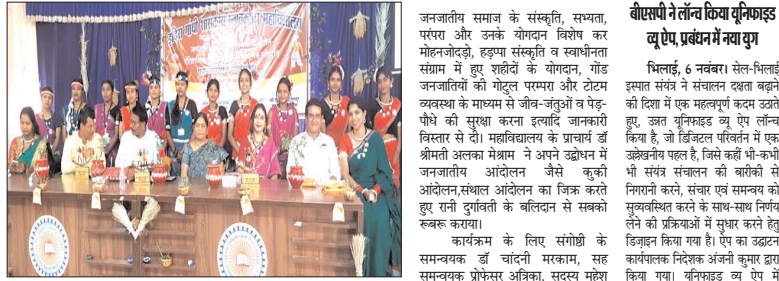 इंदिरा गांधी शासकीय स्नातकोत्तर महाविद्यालय
जनजातीय समाज के संस्कृति, सभ्यता,
परंपरा और उनके योगदान विशेष कर
मोहनजोदड़ो, हड़प्पा संस्कृति व स्वाधीनता
संग्राम में हुए शहीदों के योगदान, गोंड
जनजातियों की गोटुल परम्परा और टोटम
व्यवस्था के माध्यम से जीव-जंतुओं व पेड़-
पौधे की सुरक्षा करना इत्यादि जानकारी
विस्तार से दी। महाविद्यालय के प्राचार्य डॉ
श्रीमती अलका मेश्राम ने अपने उद्बोधन में
जनजातीय आंदोलन जैसे कुकी
आंदोलन,संथाल आंदोलन का जिक्र करते
हुए रानी दुर्गावती के बलिदान से सबको
रूबरू कराया।
कार्यक्रम के लिए संगोष्ठी के
समन्वयक डॉ चांदनी मरकाम, सह
समन्वयक प्रोफेसर अत्रिका, सदस्य महेश
बीएसपी ने लॉन्च किया यूनिफाइड
व्यू ऐप, प्रबंधन में नया युग
भिलाई, 6 नवंबर। सेल-भिलाई
इस्पात संयंत्र ने संचालन दक्षता बढ़ाने
की दिशा में एक महत्वपूर्ण कदम उठाते
हुए, उन्नत यूनिफाइड व्यू ऐप लॉन्च
किया है, जो डिजिटल परिवर्तन में एक
उल्लेखनीय पहल है, जिसे कहीं भी-कभी
भी संयंत्र संचालन की बारीकी से
निगरानी करने, संचार एवं समन्वय को
सुव्यवस्थित करने के साथ-साथ निर्णय
लेने की प्रक्रियाओं में सुधार करने हेतु
डिज़ाइन किया गया है। ऐप का उद्घाटन
कार्यपालक निदेशक अंजनी कुमार द्वारा
किया गया। यूनिफाइड व्यू ऐप में